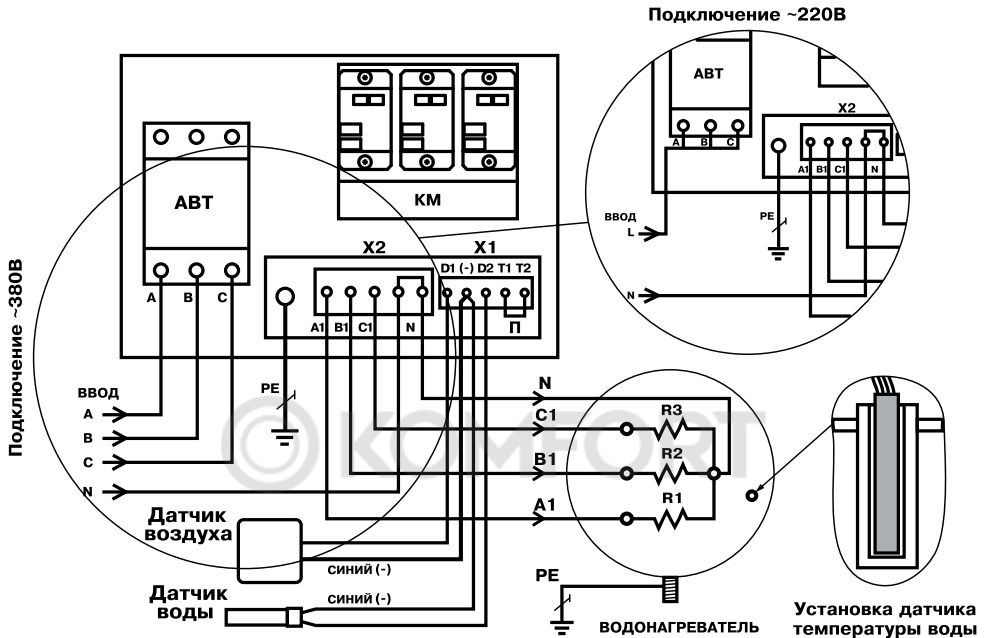 Подключение ~220В
АВТ
X2
A
B
C
A1
B1
C1
N
ВВОД
L
PE
N
Подключение ~380В
АВТ
КМ
X2
X1
D1 (-) D2 T1 T2
A
B
C
A1
B1
C1
N
П
PE
ВВОД
A
B
C
N
N
C1
B1
A1
R3
R2
R1
KOMFORT
Датчик
воздуха
СИНИЙ (-)
Датчик
воды
СИНИЙ (-)
PE
ВОДОНАГРЕВАТЕЛЬ
Установка датчика
температуры воды